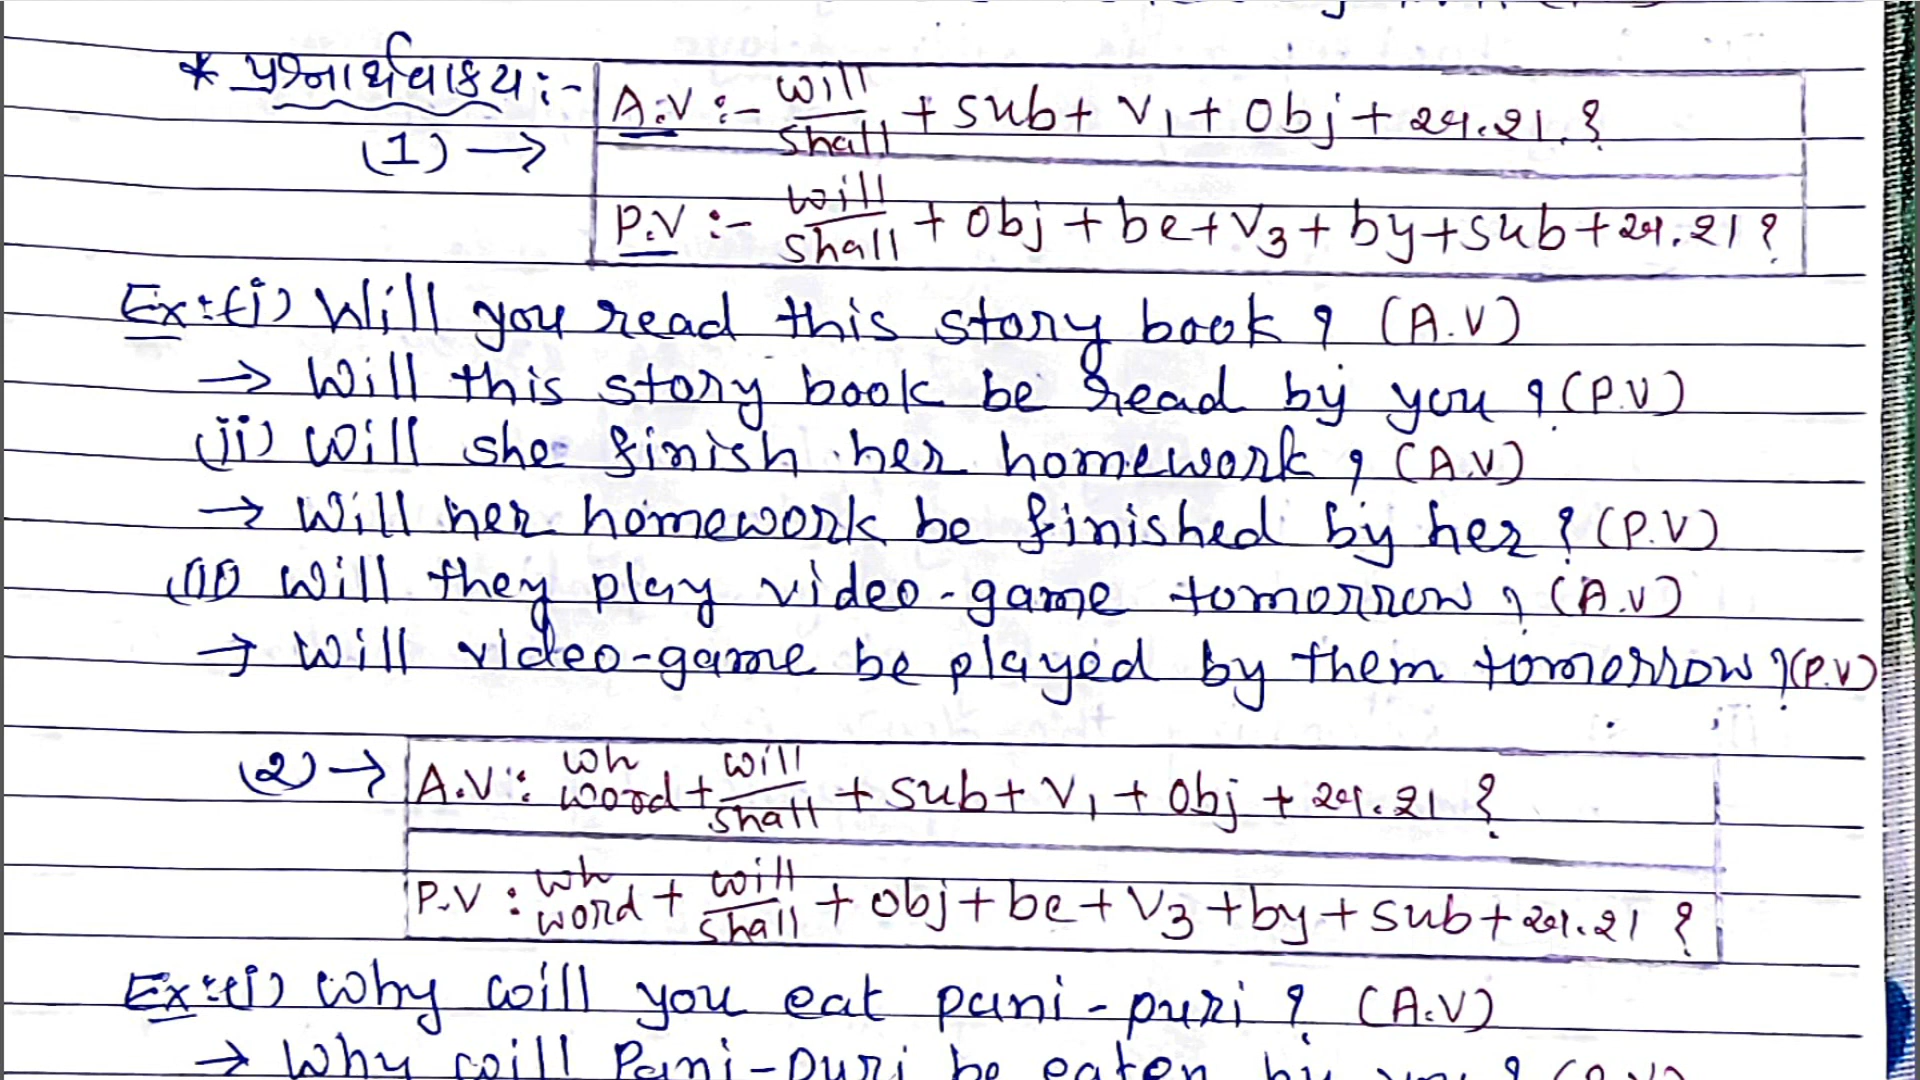 * પ્રશ્નાર્થવાક્ય :-
(1) →
A.V :- will/shall + sub + V1 + Obj + અ.શ. ?
P.V :- will/shall + Obj + be + V3 + by + sub + અ.શ ?
Ex:(i) Will you read this story book ? (A.V)
→ Will this story book be read by you ? (P.V)
(ii) Will she finish her homework ? (A.V)
→ Will her homework be finished by her ? (P.V)
(iii) Will they play video-game tomorrow ? (A.V)
→ Will video-game be played by them tomorrow ? (P.V)
(2) → A.V : wh word + will/shall + sub + V1 + Obj + અ.શ ?
P.V : wh word + will/shall + obj + be + V3 + by + sub + અ.શ ?
Ex:(i) Why will you eat pani-puri ? (A.V)
→ Why will Pani-puri be eaten by you ? (P.V)